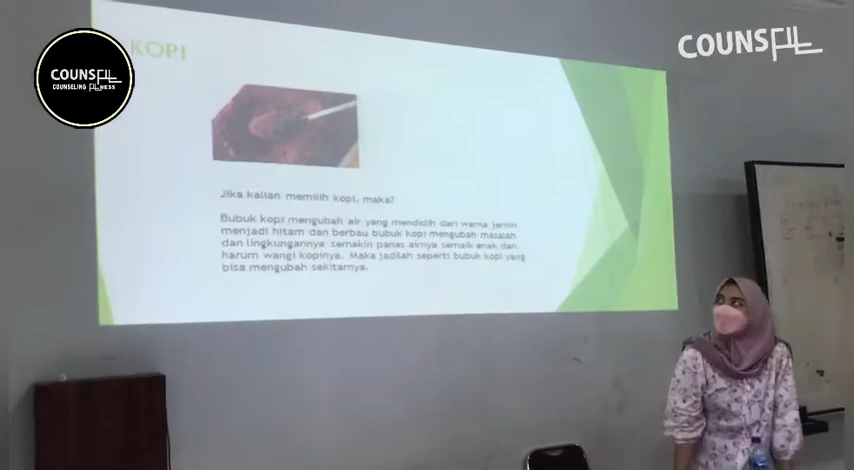 KOPI
COUNSFIL
COUNSFIL
COUNSELING FILNESS
Jika kalian memilih kopi, maka?
Bubuk kopi mengubah air yang mendidih dari warna jernih
menjadi hitam dan berbau bubuk kopi mengubah masalah
dan lingkungannya semakin panas airnya semaik enak dan
harum wangi kopinya. Maka jadilah seperti bubuk kopi yang
bisa mengubah sekitarnya.